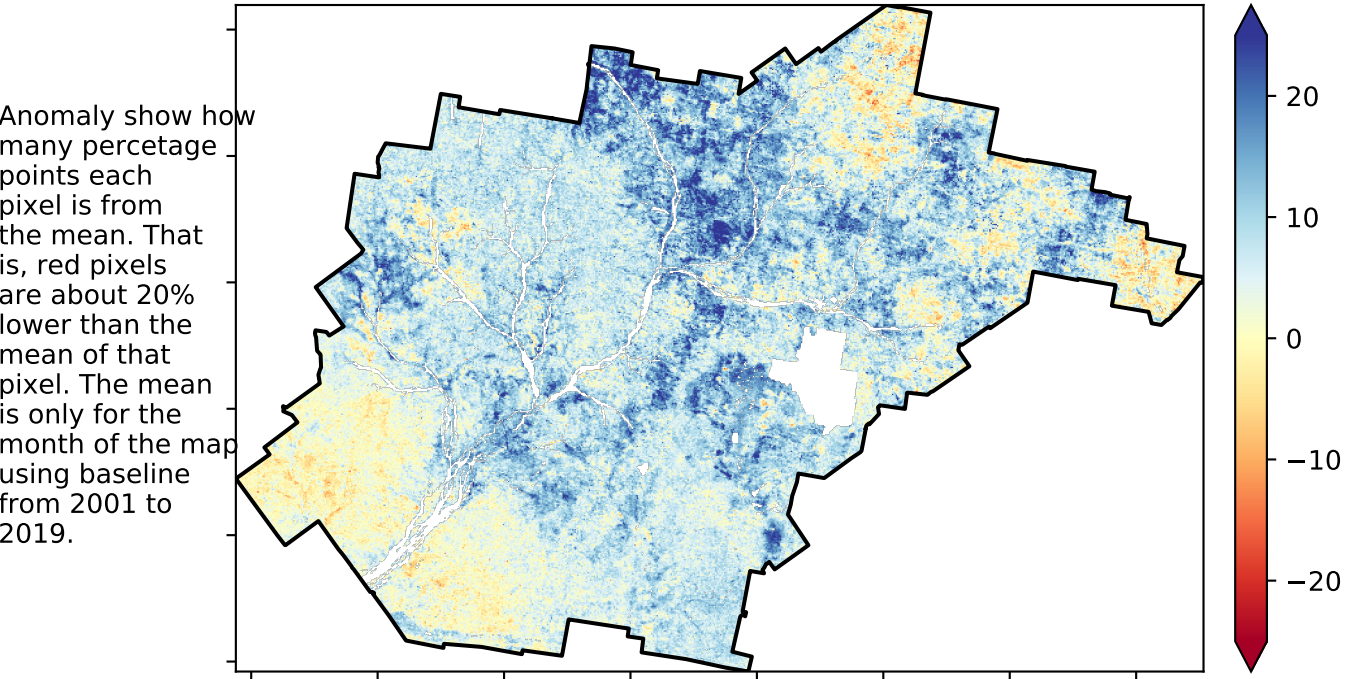 Anomaly show how
many percetage
points each
pixel is from
the mean. That
is, red pixels
are about 20%
lower than the
mean of that
pixel. The mean
is only for the
month of the map
using baseline
from 2001 to
2019.
20
10
0
−10
−20